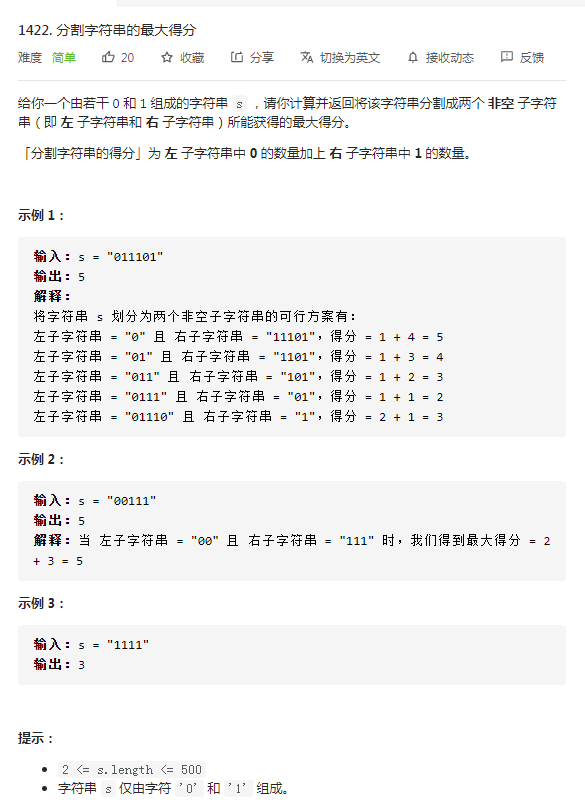 1422. 分割字符串的最大得分
难度 简单 20 收藏 分享 切换为英文 接收动态 反馈
给你一个由若干 0 和 1 组成的字符串 s ，请你计算并返回将该字符串分割成两个 非空 子字符
串（即 左 子字符串和 右 子字符串）所能获得的最大得分。
「分割字符串的得分」为 左 子字符串中 0 的数量加上 右 子字符串中 1 的数量。
示例 1：
输入：s = "011101"
输出：5
解释：
将字符串 s 划分为两个非空子字符串的可行方案有：
左子字符串 = "0" 且 右子字符串 = "11101"，得分 = 1 + 4 = 5
左子字符串 = "01" 且 右子字符串 = "1101"，得分 = 1 + 3 = 4
左子字符串 = "011" 且 右子字符串 = "101"，得分 = 1 + 2 = 3
左子字符串 = "0111" 且 右子字符串 = "01"，得分 = 1 + 1 = 2
左子字符串 = "01110" 且 右子字符串 = "1"，得分 = 2 + 1 = 3
示例 2：
输入：s = "00111"
输出：5
解释：当 左子字符串 = "00" 且 右子字符串 = "111" 时，我们得到最大得分 = 2
+ 3 = 5
示例 3：
输入：s = "1111"
输出：3
提示：
• 2 <= s.length <= 500
• 字符串 s 仅由字符 '0' 和 '1' 组成。